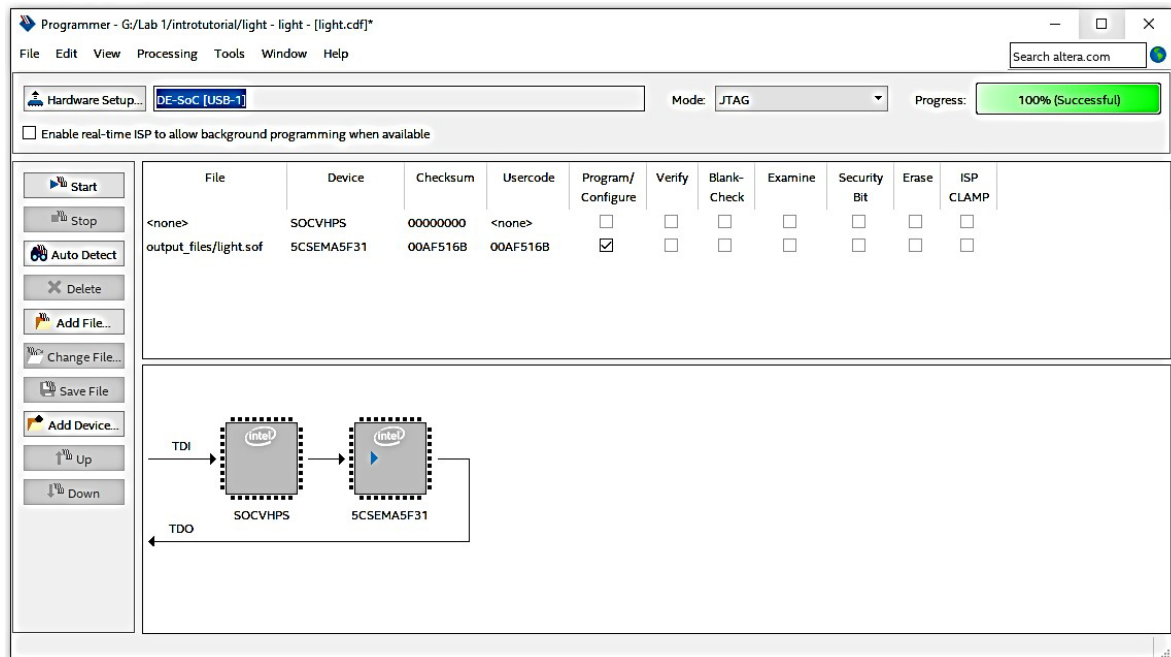 Programmer - G:/Lab 1/introtutorial/light - light - [light.cdf]*
File Edit View Processing Tools Window Help
Search altera.com
Hardware Setup... DE-SoC [USB-1] Mode: JTAG Progress: 100% (Successful)
Enable real-time ISP to allow background programming when available
Start
Stop
Auto Detect
Delete
Add File...
Change File...
Save File
Add Device...
Up
Down
File Device Checksum Usercode Program/ Configure Verify Blank- Check Examine Security Bit Erase ISP CLAMP
<none> SOCVHPS 00000000 <none>
output_files/light.sof 5CSEMA5F31 00AF516B 00AF516B
TDI
intel
intel
SOCVHPS
5CSEMA5F31
TDO